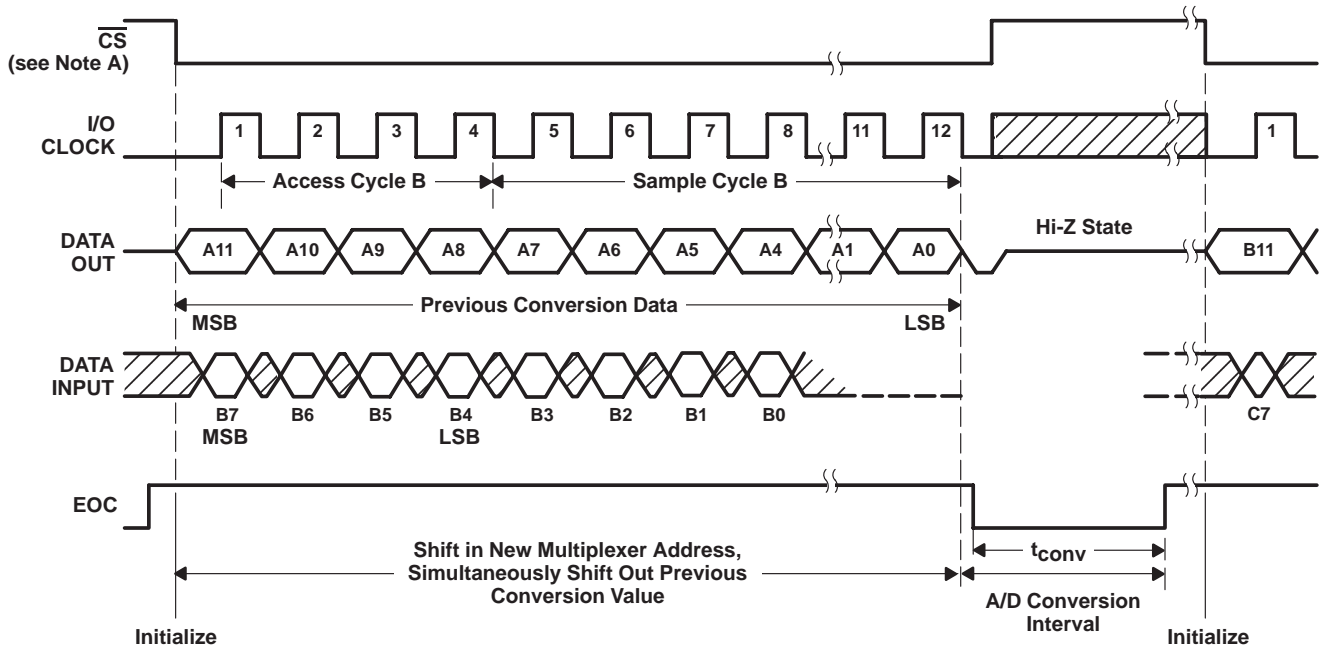 CS
(see Note A)
I/O
CLOCK
1 2 3 4 5 6 7 8 11 12 1
Access Cycle B Sample Cycle B
DATA
OUT
A11 A10 A9 A8 A7 A6 A5 A4 A1 A0 Hi-Z State B11
Previous Conversion Data
MSB LSB
DATA
INPUT
B7 B6 B5 B4 B3 B2 B1 B0 C7
MSB LSB
EOC
Shift in New Multiplexer Address,
Simultaneously Shift Out Previous
Conversion Value
tconv
A/D Conversion
Interval
Initialize Initialize